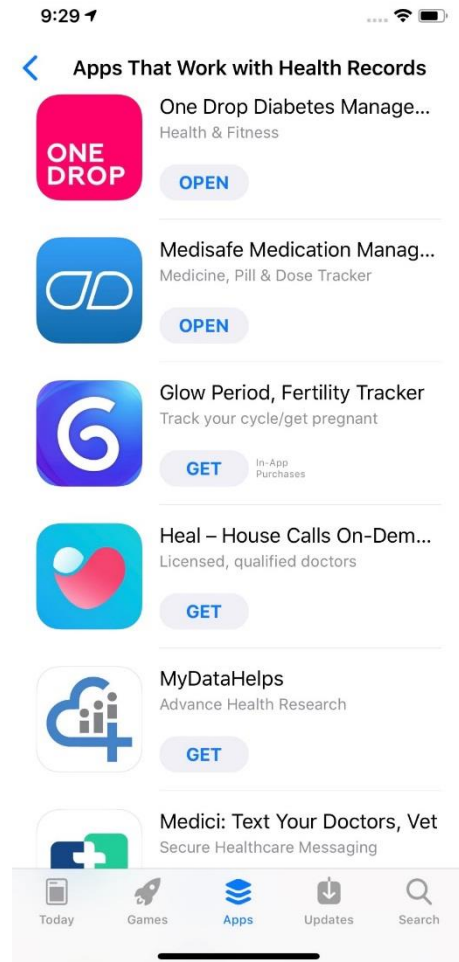 9:29
Apps That Work with Health Records
ONE
DROP
One Drop Diabetes Manage...
Health & Fitness
OPEN
Medisafe Medication Manag...
Medicine, Pill & Dose Tracker
OPEN
Glow Period, Fertility Tracker
Track your cycle/get pregnant
GET
In-App
Purchases
Heal – House Calls On-Dem...
Licensed, qualified doctors
GET
MyDataHelps
Advance Health Research
GET
Medici: Text Your Doctors, Vet
Secure Healthcare Messaging
Today Games Apps Updates Search